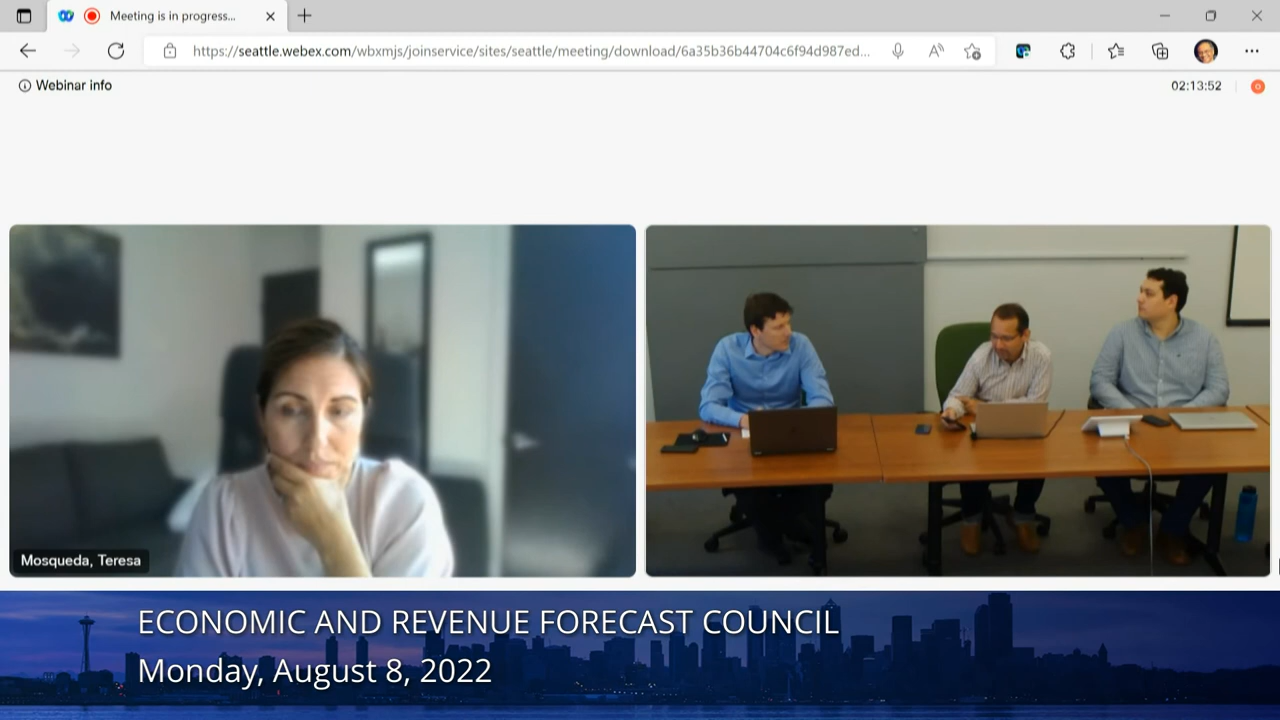 Meeting is in progress...
https://seattle.webex.com/wbxmjs/joinservice/sites/seattle/meeting/download/6a35b36b44704c6f94d987ed...
Webinar info
02:13:52
Mosqueda, Teresa
ECONOMIC AND REVENUE FORECAST COUNCIL
Monday, August 8, 2022